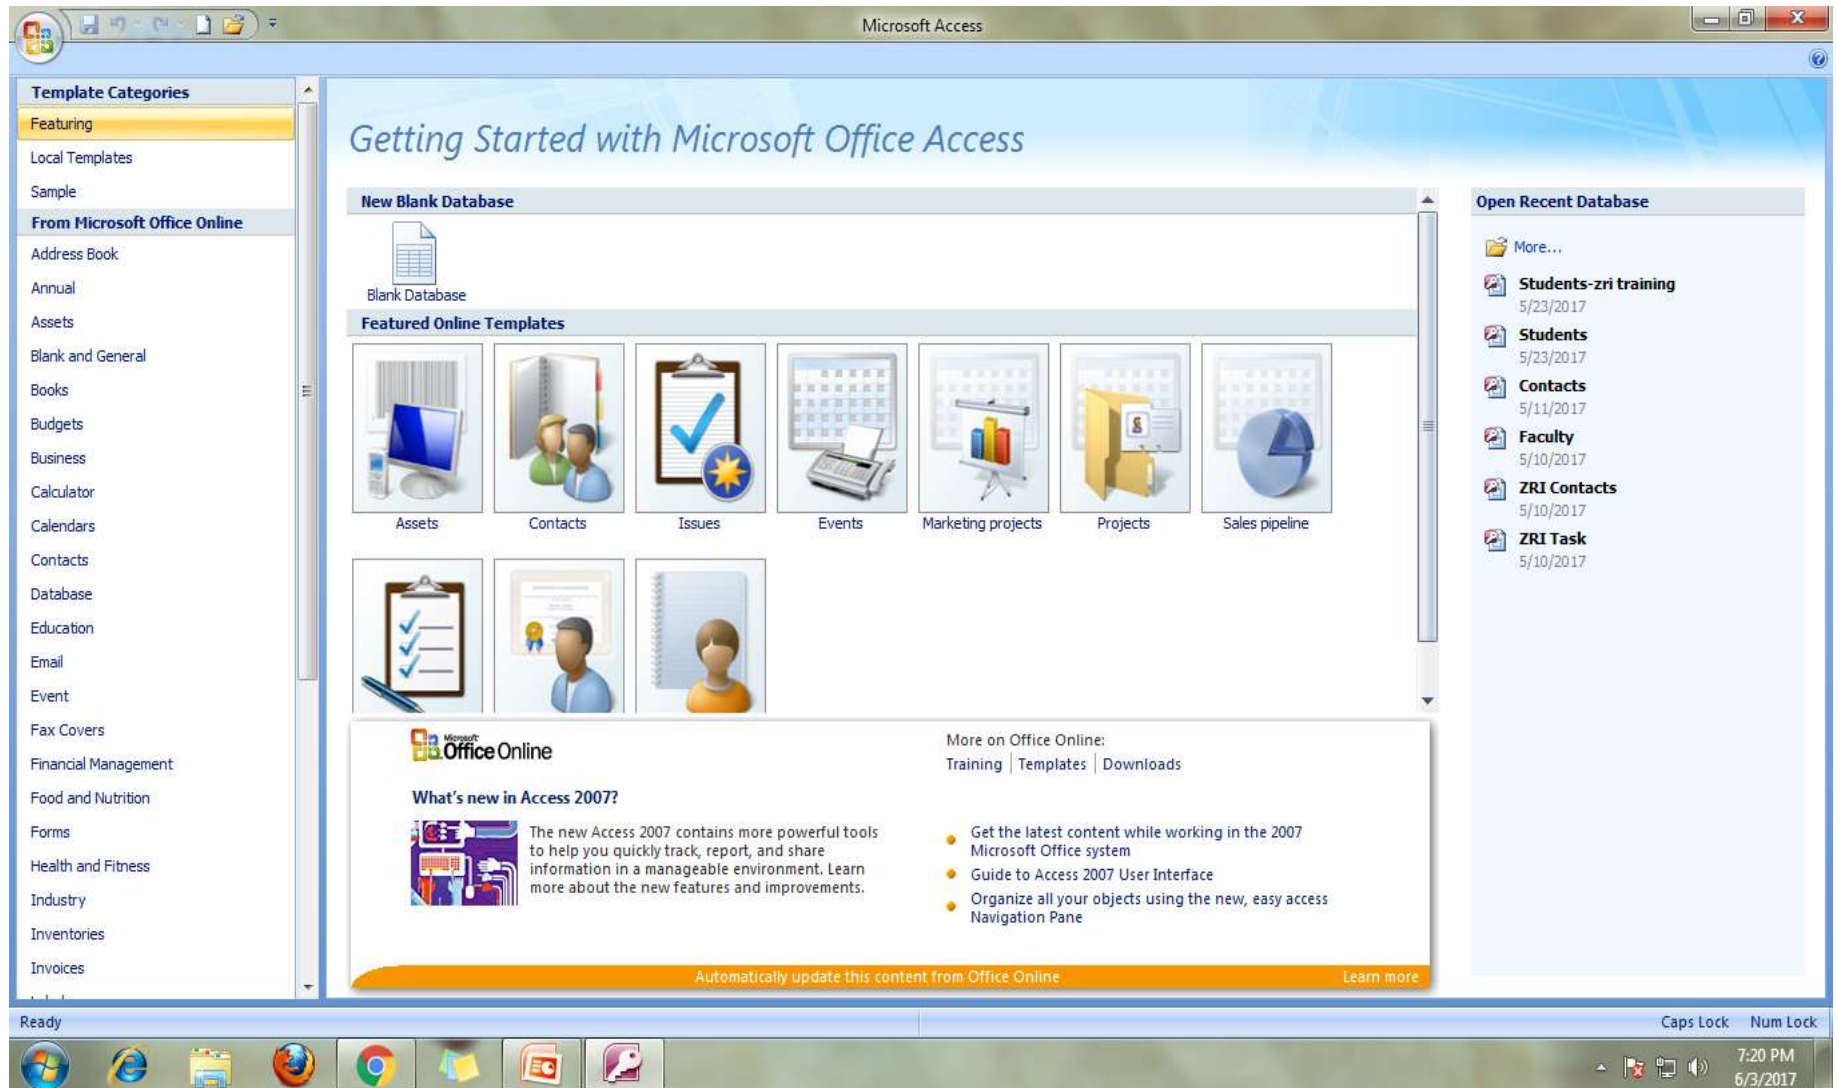 Microsoft Access
Template Categories
Featuring
Local Templates
Sample
From Microsoft Office Online
Address Book
Annual
Assets
Blank and General
Books
Budgets
Business
Calculator
Calendars
Contacts
Database
Education
Email
Event
Fax Covers
Financial Management
Food and Nutrition
Forms
Health and Fitness
Industry
Inventories
Invoices
Getting Started with Microsoft Office Access
New Blank Database
Blank Database
Featured Online Templates
Assets
Contacts
Issues
Events
Marketing projects
Projects
Sales pipeline
Microsoft
Office Online
What's new in Access 2007?
The new Access 2007 contains more powerful tools
to help you quickly track, report, and share
information in a manageable environment. Learn
more about the new features and improvements.
More on Office Online:
Training | Templates | Downloads
Get the latest content while working in the 2007
Microsoft Office system
Guide to Access 2007 User Interface
Organize all your objects using the new, easy access
Navigation Pane
Automatically update this content from Office Online
Learn more
Open Recent Database
More...
Students-zri training
5/23/2017
Students
5/23/2017
Contacts
5/11/2017
Faculty
5/10/2017
ZRI Contacts
5/10/2017
ZRI Task
5/10/2017
Ready
Caps Lock Num Lock
7:20 PM
6/3/2017